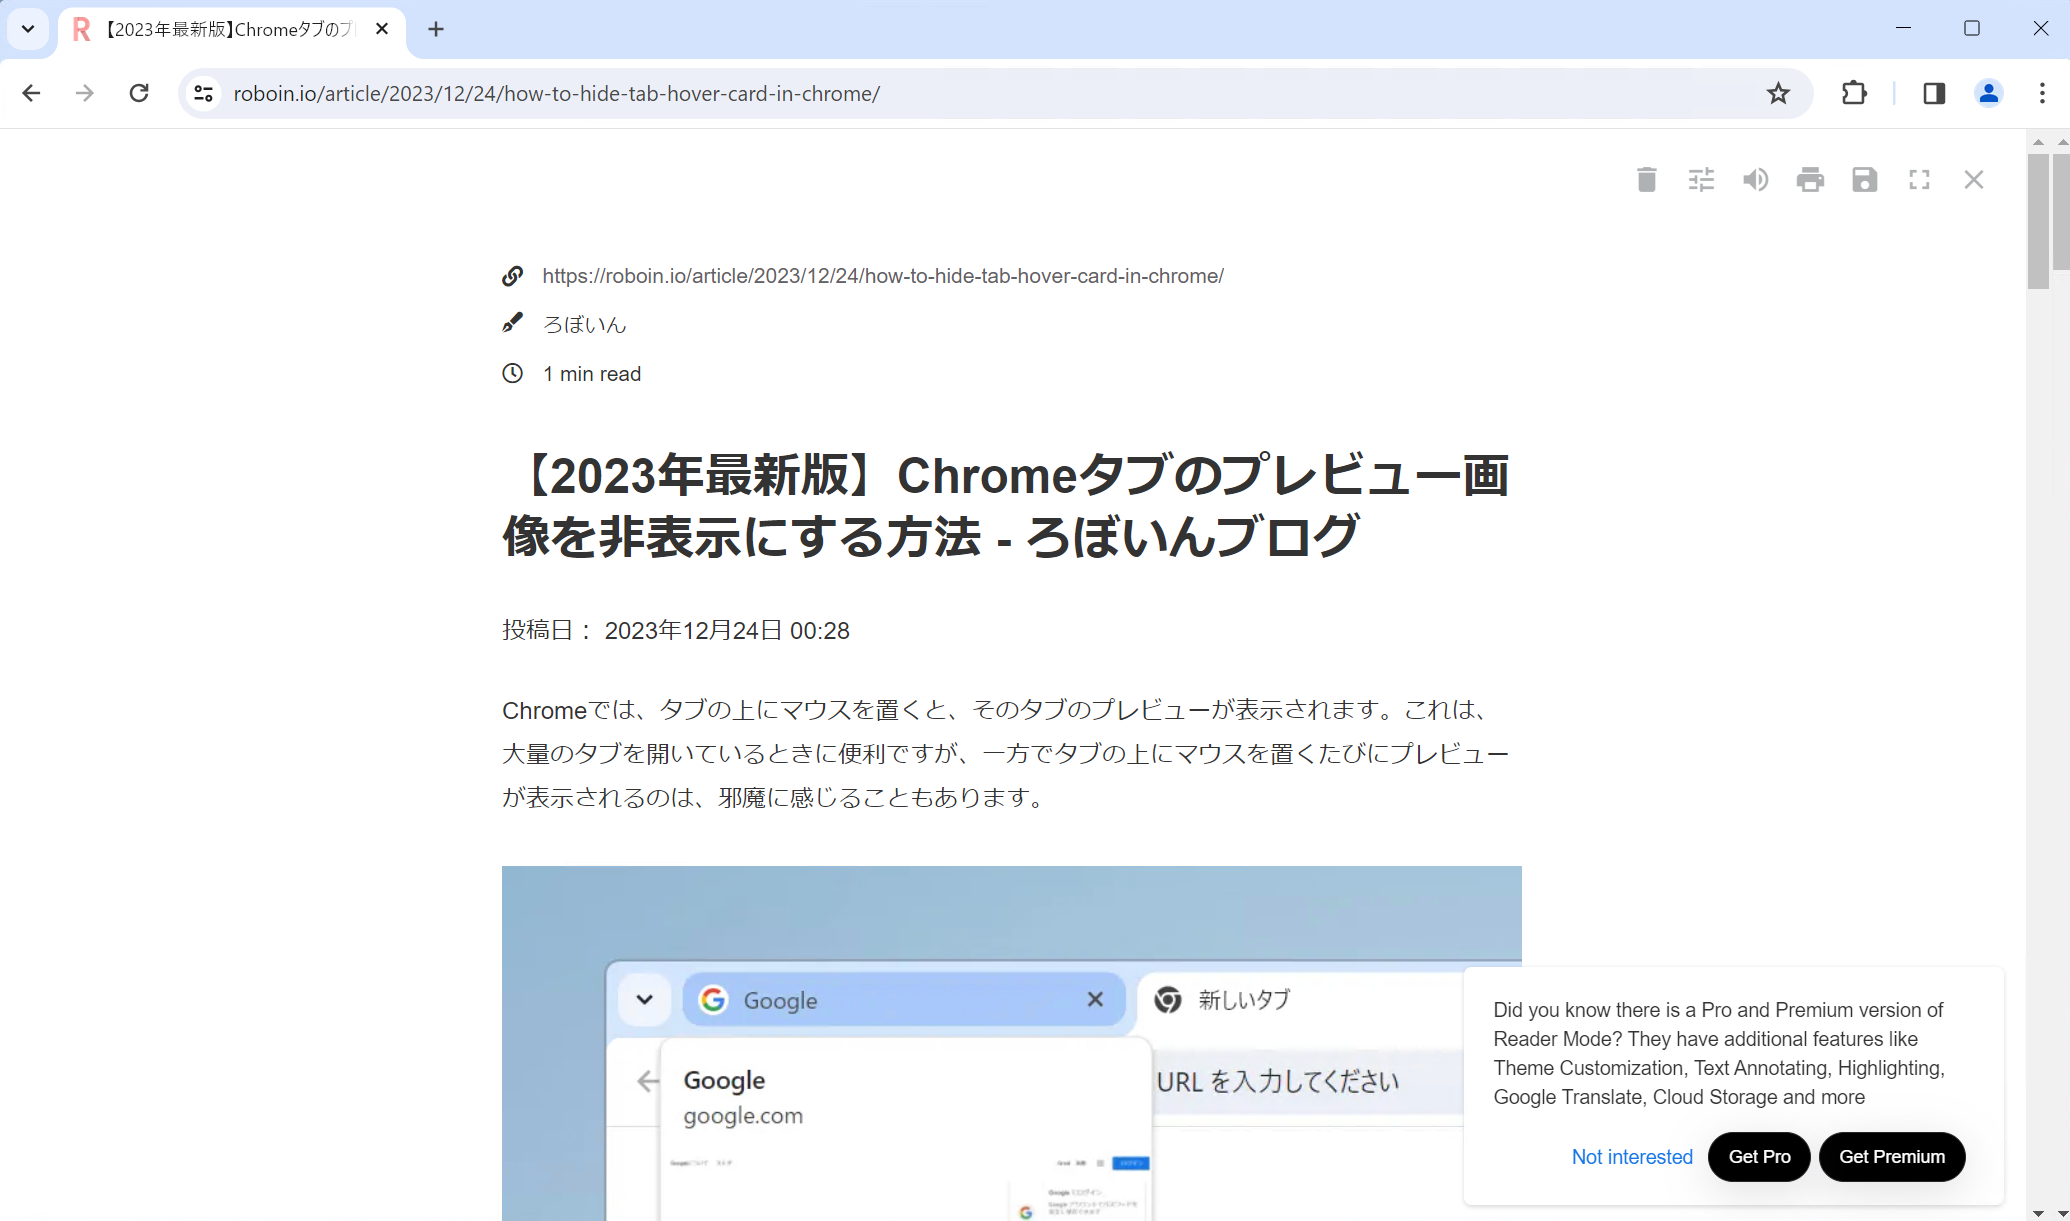 【2023年最新版】Chromeタブのプ
roboin.io/article/2023/12/24/how-to-hide-tab-hover-card-in-chrome/
https://roboin.io/article/2023/12/24/how-to-hide-tab-hover-card-in-chrome/
ろぼいん
1 min read
【2023年最新版】Chromeタブのプレビュー画
像を非表示にする方法 - ろぼいんブログ
投稿日： 2023年12月24日 00:28
Chromeでは、タブの上にマウスを置くと、そのタブのプレビューが表示されます。これは、
大量のタブを開いているときに便利ですが、一方でタブの上にマウスを置くたびにプレビュー
が表示されるのは、邪魔に感じることもあります。
Google
新しいタブ
URL を入力してください
Google
google.com
Did you know there is a Pro and Premium version of
Reader Mode? They have additional features like
Theme Customization, Text Annotating, Highlighting,
Google Translate, Cloud Storage and more
Not interested
Get Pro
Get Premium